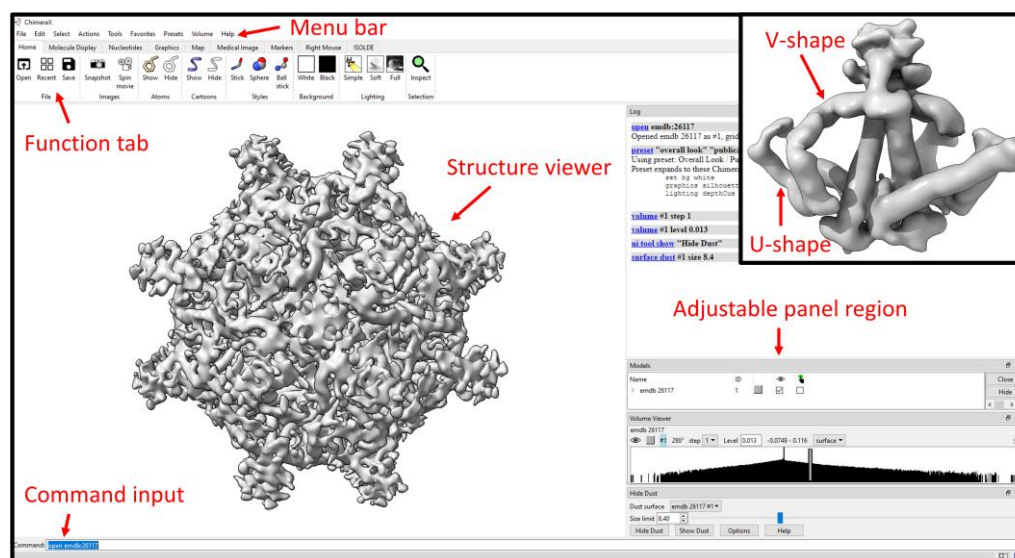 ChimeraX
Menu bar
File Edit Select Actions Tools Favorites Presets Volume Help
Home Molecule Display Nucleotides Graphics Map Medical Image Markers Right Mouse ISOLDE
Open Recent Save Snapshot Spin movie Show Hide Show Hide Stick Sphere Ball stick White Black Simple Soft Full Inspect
File Images Atoms Cartoons Styles Background Lighting Selection
Function tab
Structure viewer
V-shape
U-shape
Log
open emdb:26117
Opened emdb 26117 as #1, grid
preset "overall look" "publica
Using preset: Overall Look / Pu
Preset expands to these Chimera
set bg white
graphics silhouett
lighting depthCue
volume #1 step 1
volume #1 level 0.013
ui tool show "Hide Dust"
surface dust #1 size 8.4
Adjustable panel region
Models
Name ID
emdb 26117 1
Close
Hide
Volume Viewer
emdb 26117
#1 280° step 1 Level 0.013 -0.0749 - 0.116 surface
Hide Dust
Dust surface emdb 26117 #1
Size limit 8.40
Hide Dust Show Dust Options Help
Command input
Command: open emdb:26117